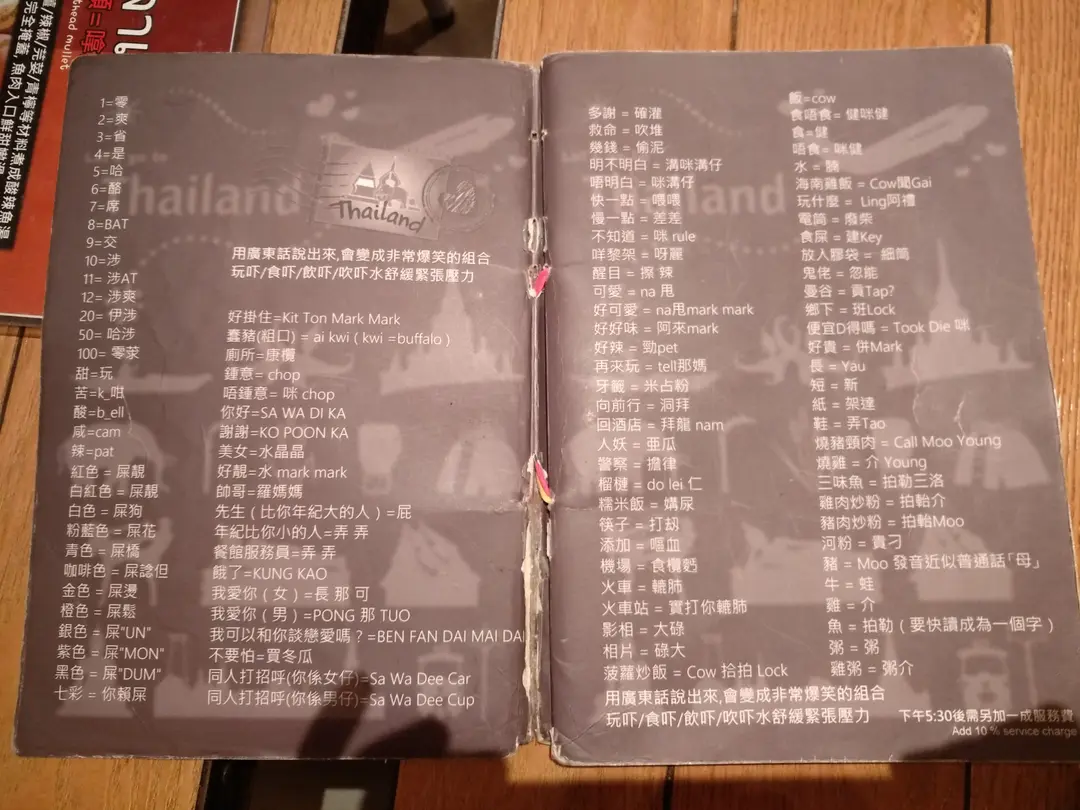 thead mullet
1=零
2=爽
3=省
4=是
5=哈
6=酪
7=席
8=BAT
9=交
10=涉
11= 涉AT
12= 涉爽
20= 伊涉
50= 哈涉
100= 零荥
甜=玩
苦=k_咁
酸=b_ell
咸=cam
辣=pat
紅色 = 屎靚
白紅色 = 屎靚
白色 = 屎狗
粉藍色 = 屎花
青色 = 屎橋
咖啡色 = 屎諗但
金色 = 屎燙
橙色 = 屎鬆
銀色 = 屎"UN"
紫色 = 屎"MON"
黑色 = 屎"DUM"
七彩 = 你賴屎
Thailand
Thailand
用廣東話說出來,會變成非常爆笑的組合
玩吓/食吓/飲吓/吹吓水舒緩緊張壓力
好掛住=Kit Ton Mark Mark
蠢豬(粗口) = ai kwi ( kwi =buffalo )
廁所=康欖
鍾意= chop
唔鍾意= 咪 chop
你好=SA WA DI KA
謝謝=KO POON KA
美女=水晶晶
好靚=水 mark mark
帥哥=羅媽媽
先生（比你年紀大的人）=屁
年紀比你小的人=弄 弄
餐館服務員=弄 弄
餓了=KUNG KAO
我愛你（女）=長 那 可
我愛你（男）=PONG 那 TUO
我可以和你談戀愛嗎？=BEN FAN DAI MAI DAI
不要怕=買冬瓜
同人打招呼(你係女仔)=Sa Wa Dee Car
同人打招呼(你係男仔)=Sa Wa Dee Cup
多謝 = 確灌
救命 = 吹堆
幾錢 = 偷泥
明不明白 = 溝咪溝仔
唔明白 = 咪溝仔
快一點 = 喂喂
慢一點 = 差差
不知道 = 咪 rule
咩黎架 = 呀麗
醒目 = 擦 辣
可愛 = na 甩
好可愛 = na甩mark mark
好好味 = 阿來mark
好辣 = 勁pet
再來玩 = tell那媽
牙籤 = 米占粉
向前行 = 洞拜
回酒店 = 拜龍 nam
人妖 = 亜瓜
警察 = 擔律
榴槤 = do lei 仁
糯米飯 = 媾尿
筷子 = 打刼
添加 = 嘔血
機場 = 食欖
火車 = 轆肺
火車站 = 實打你轆肺
影相 = 大碌
相片 = 碌大
菠蘿炒飯 = Cow 拾拍 Lock
飯=cow
食唔食= 健咪健
食=健
唔食= 咪健
水 =
海南雞飯 = Cow聞Gai
玩什麼 = Ling阿禮
電筒 = 廢柴
食屎 = 建Key
放入膠袋 = 細筒
鬼佬 = 忽能
曼谷 = 貢Tap?
鄉下 = 班Lock
便宜D得嗎 = Took Die 咪
好貴 = 併Mark
長 = Yau
短 = 新
紙 = 架達
鞋 = 弄Tao
燒豬頸肉 = Call Moo Young
燒雞 = 介 Young
三味魚 = 拍勒三洛
雞肉炒粉 = 拍軩介
豬肉炒粉 = 拍軩Moo
河粉 = 貴刁
豬 = Moo 發音近似普通話「母」
牛 = 蛙
雞 = 介
魚 = 拍勒（要快讀成為一個字）
粥 = 粥
雞粥 = 粥介
用廣東話說出來,會變成非常爆笑的組合
玩吓/食吓/飲吓/吹吓水舒緩緊張壓力
下午5:30後需另加一成服務費
Add 10 % service charge